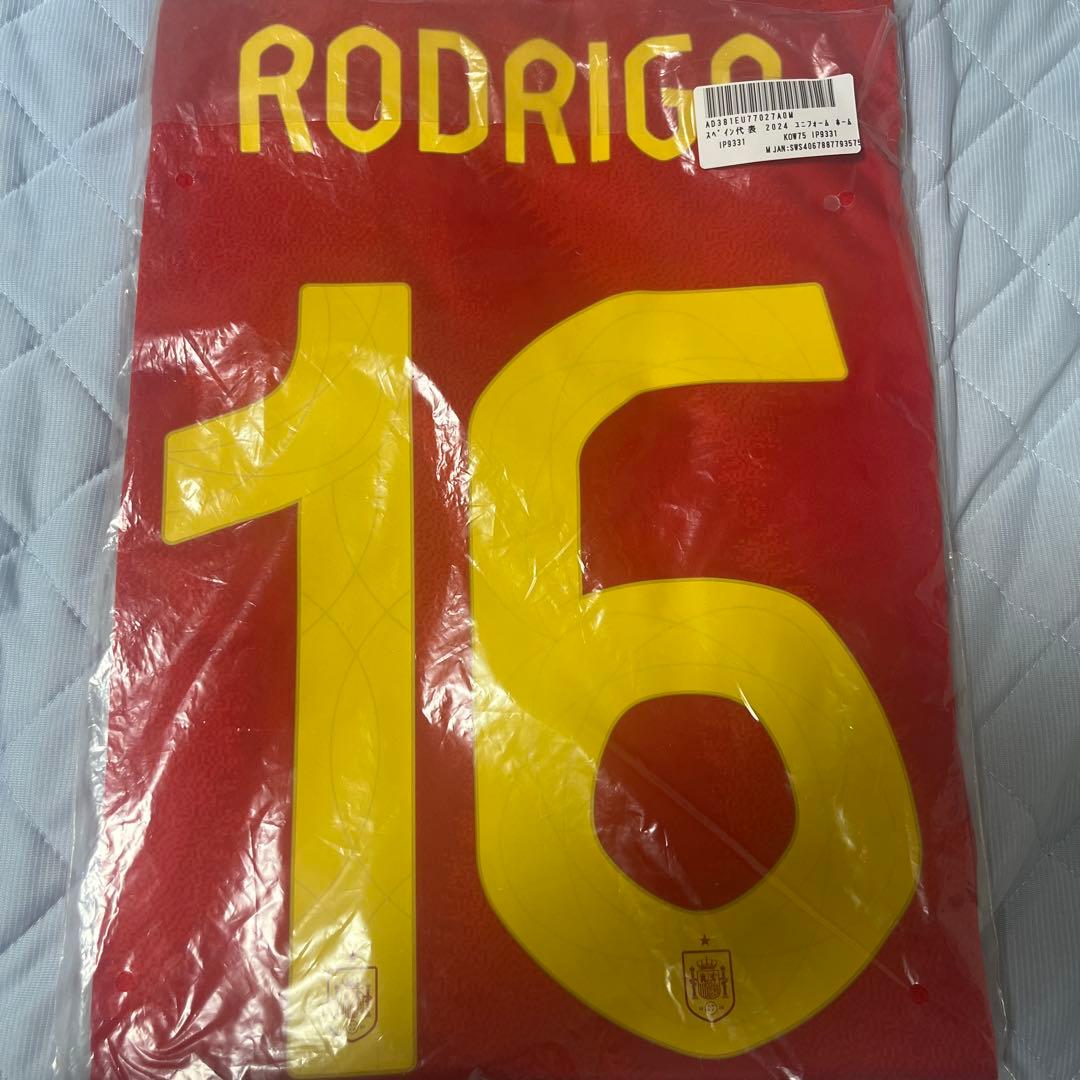 RODRIGO
AD381EU77027A0M
スペイン代表 2024 ユニフォーム ホーム
IP9331 KOW75 IP9331
M JAN:SWS4067887793575
16